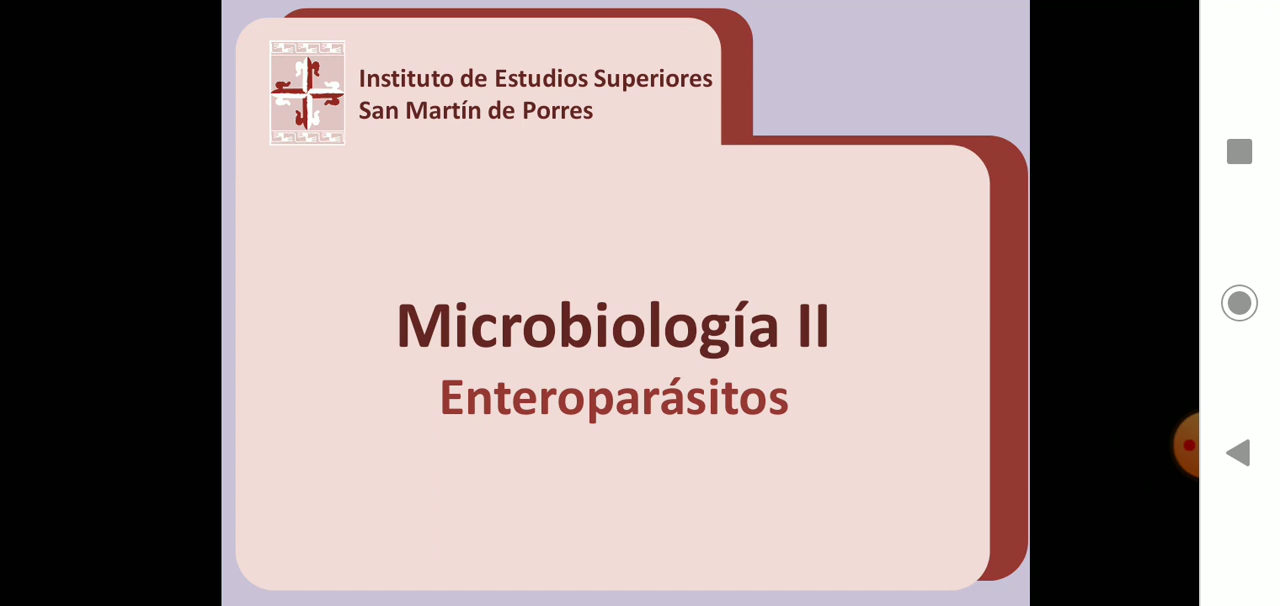 Instituto de Estudios Superiores
San Martín de Porres
Microbiología II
Enteroparásitos